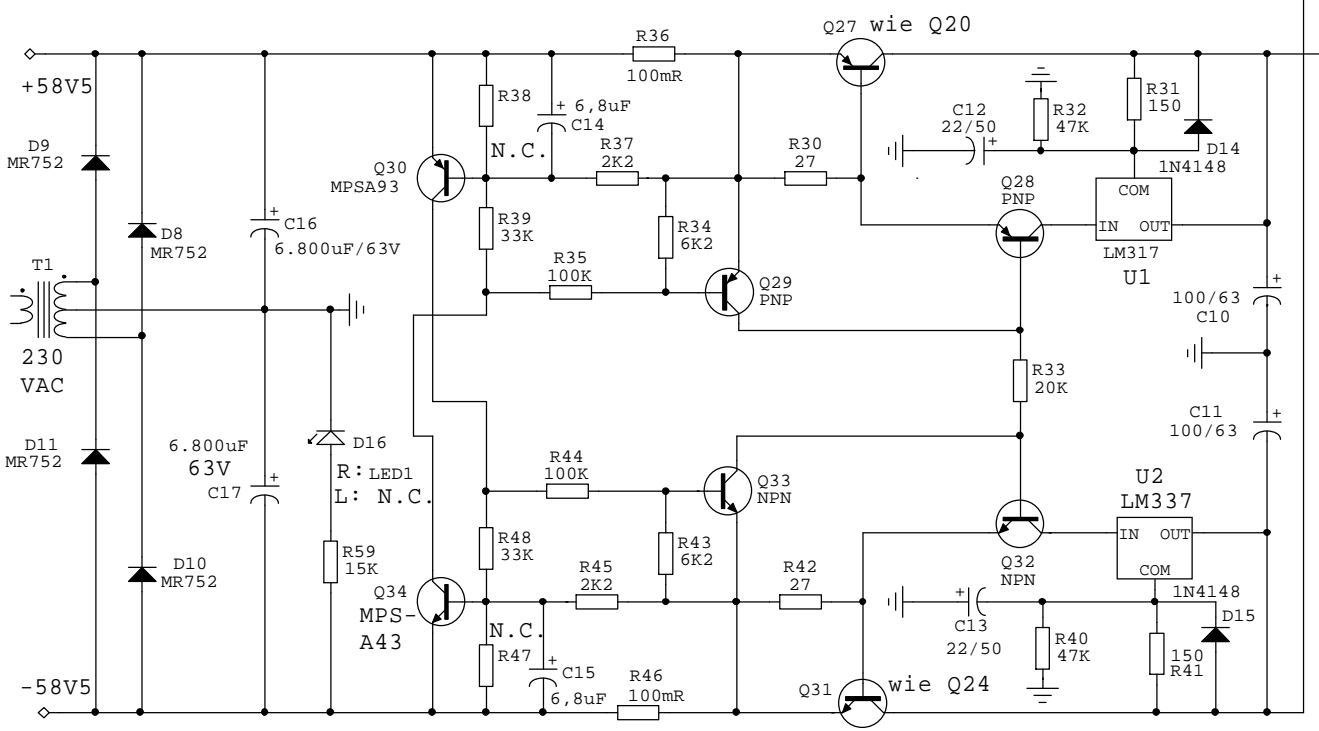 Q27 wie Q20
R36
100mR
+58V5
R38
+ 6,8uF
C14
N.C.
R37
2K2
R30
27
C12
22/50
+
R32
47K
R31
150
D14
1N4148
D9
MR752
Q30
MPSA93
Q28
PNP
COM
IN OUT
LM317
U1
+
C16
6.800uF/63V
D8
MR752
R39
33K
R34
6K2
R35
100K
Q29
PNP
T1
230
VAC
100/63
C10
+
R33
20K
C11
100/63
+
D11
MR752
6.800uF
63V
C17
+
D16
R: LED1
L: N.C.
R44
100K
Q33
NPN
U2
LM337
IN OUT
COM
R48
33K
R43
6K2
Q32
NPN
D10
MR752
R59
15K
Q34
MPS-
A43
R45
2K2
R42
27
+
C13
22/50
1N4148
D15
N.C.
R47
+
C15
6,8uF
R40
47K
150
R41
-58V5
R46
100mR
Q31
wie Q24